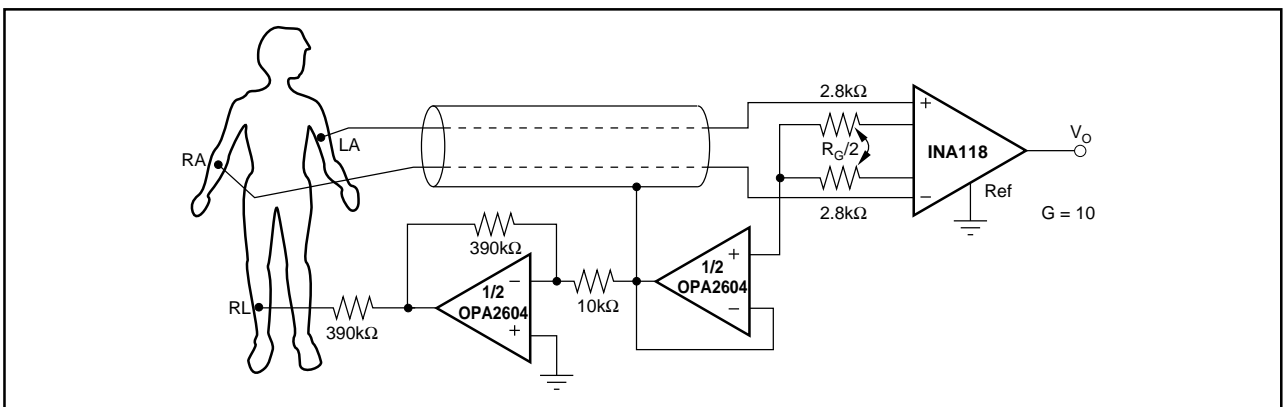 2.8kΩ
LA
RA
R_G/2
INA118
V_O
Ref
2.8kΩ
G = 10
390kΩ
1/2
OPA2604
10kΩ
1/2
OPA2604
RL
390kΩ
+
−
−
+
+
−